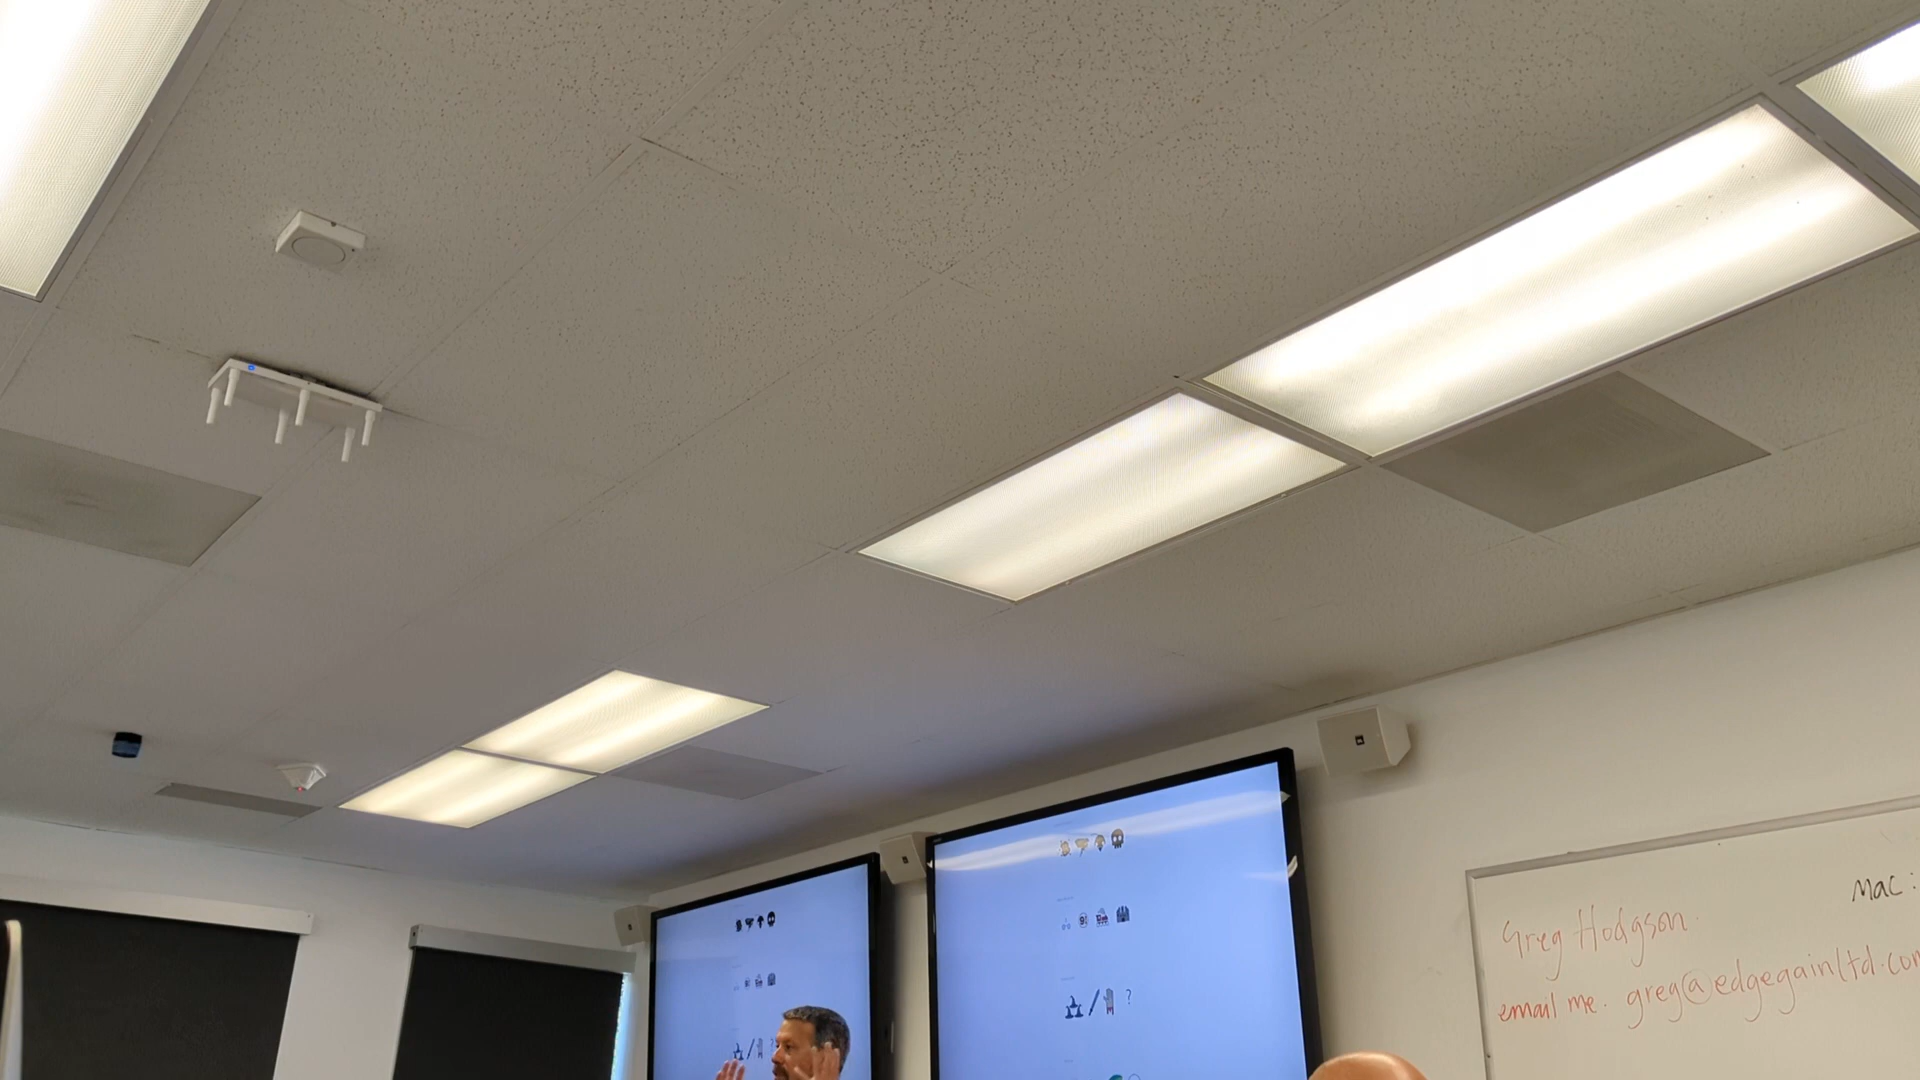 ?
?
Mac:
Greg Hodgson.
email me. greg@edgegainltd.com